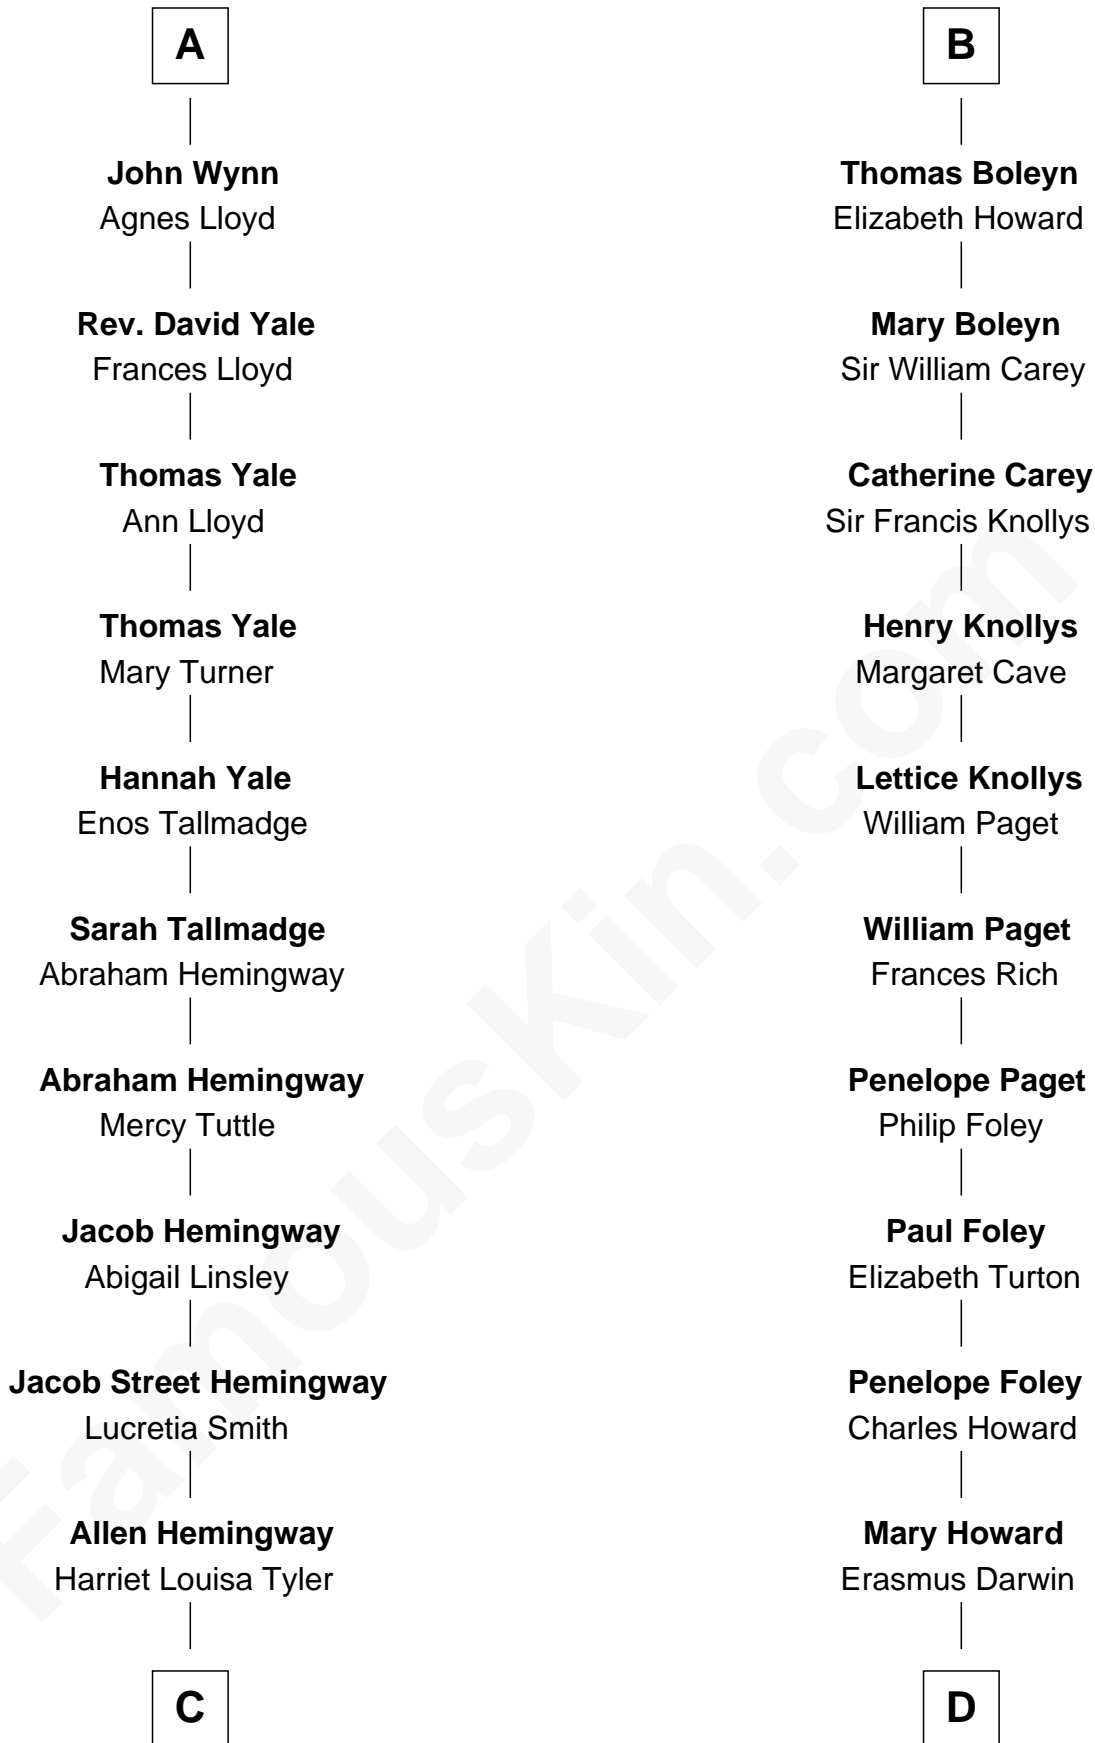 A
John Wynn
Agnes Lloyd
Rev. David Yale
Frances Lloyd
Thomas Yale
Ann Lloyd
Thomas Yale
Mary Turner
Hannah Yale
Enos Tallmadge
Sarah Tallmadge
Abraham Hemingway
Abraham Hemingway
Mercy Tuttle
Jacob Hemingway
Abigail Linsley
Jacob Street Hemingway
Lucretia Smith
Allen Hemingway
Harriet Louisa Tyler
C
B
Thomas Boleyn
Elizabeth Howard
Mary Boleyn
Sir William Carey
Catherine Carey
Sir Francis Knollys
Henry Knollys
Margaret Cave
Lettice Knollys
William Paget
William Paget
Frances Rich
Penelope Paget
Philip Foley
Paul Foley
Elizabeth Turton
Penelope Foley
Charles Howard
Mary Howard
Erasmus Darwin
D
FamousKin.com